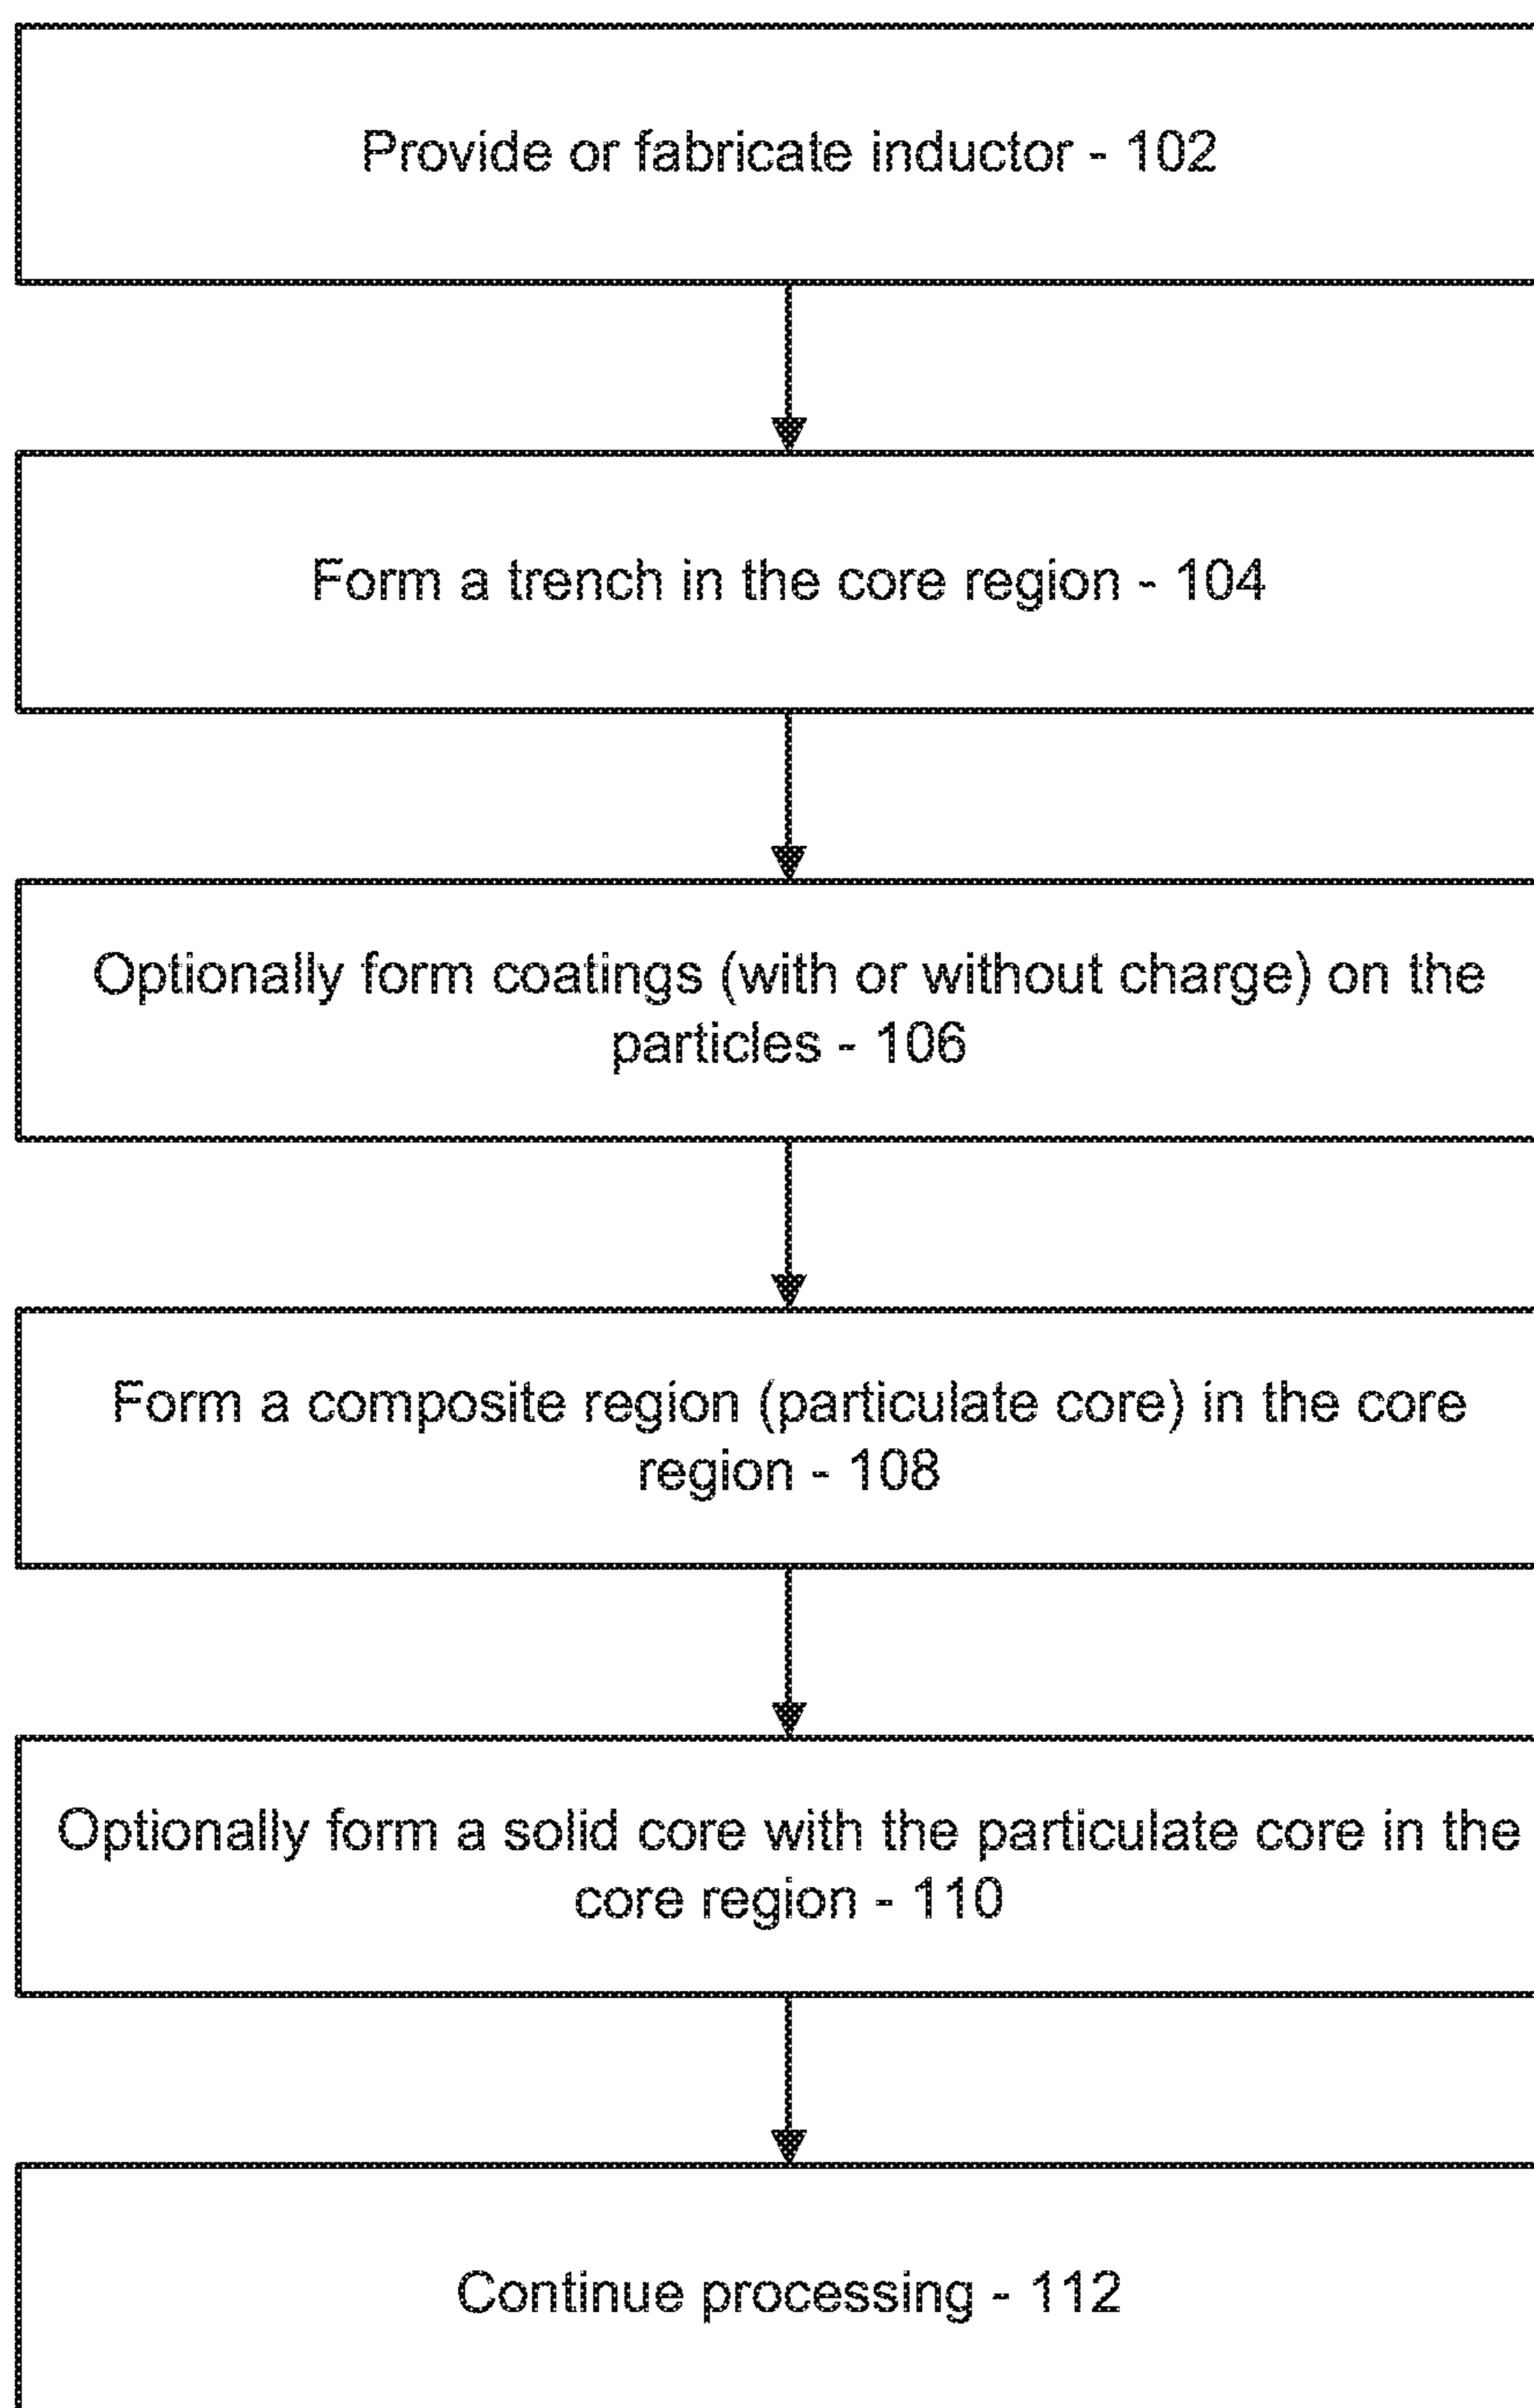 Provide or fabricate inductor - 102
Form a trench in the core region - 104
Optionally form coatings (with or without charge) on the
particles - 106
Form a composite region (particulate core) in the core
region - 108
Optionally form a solid core with the particulate core in the
core region - 110
Continue processing - 112